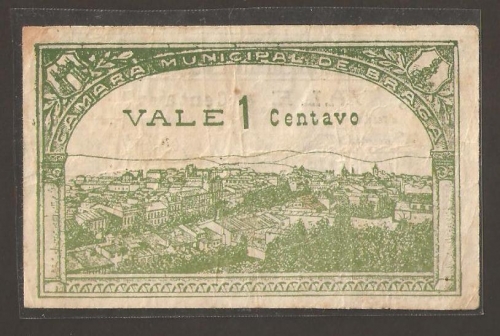 CAMARA MUNICIPAL DE BRAGA
VALE 1 Centavo